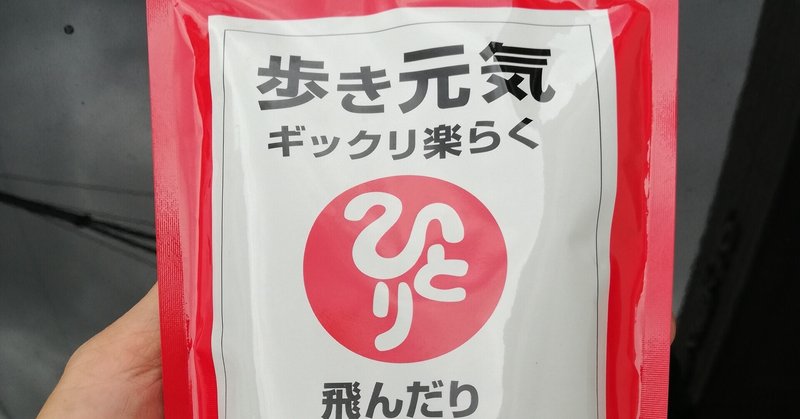 歩き元気
ギックリ楽らく
ひとり
飛んだり